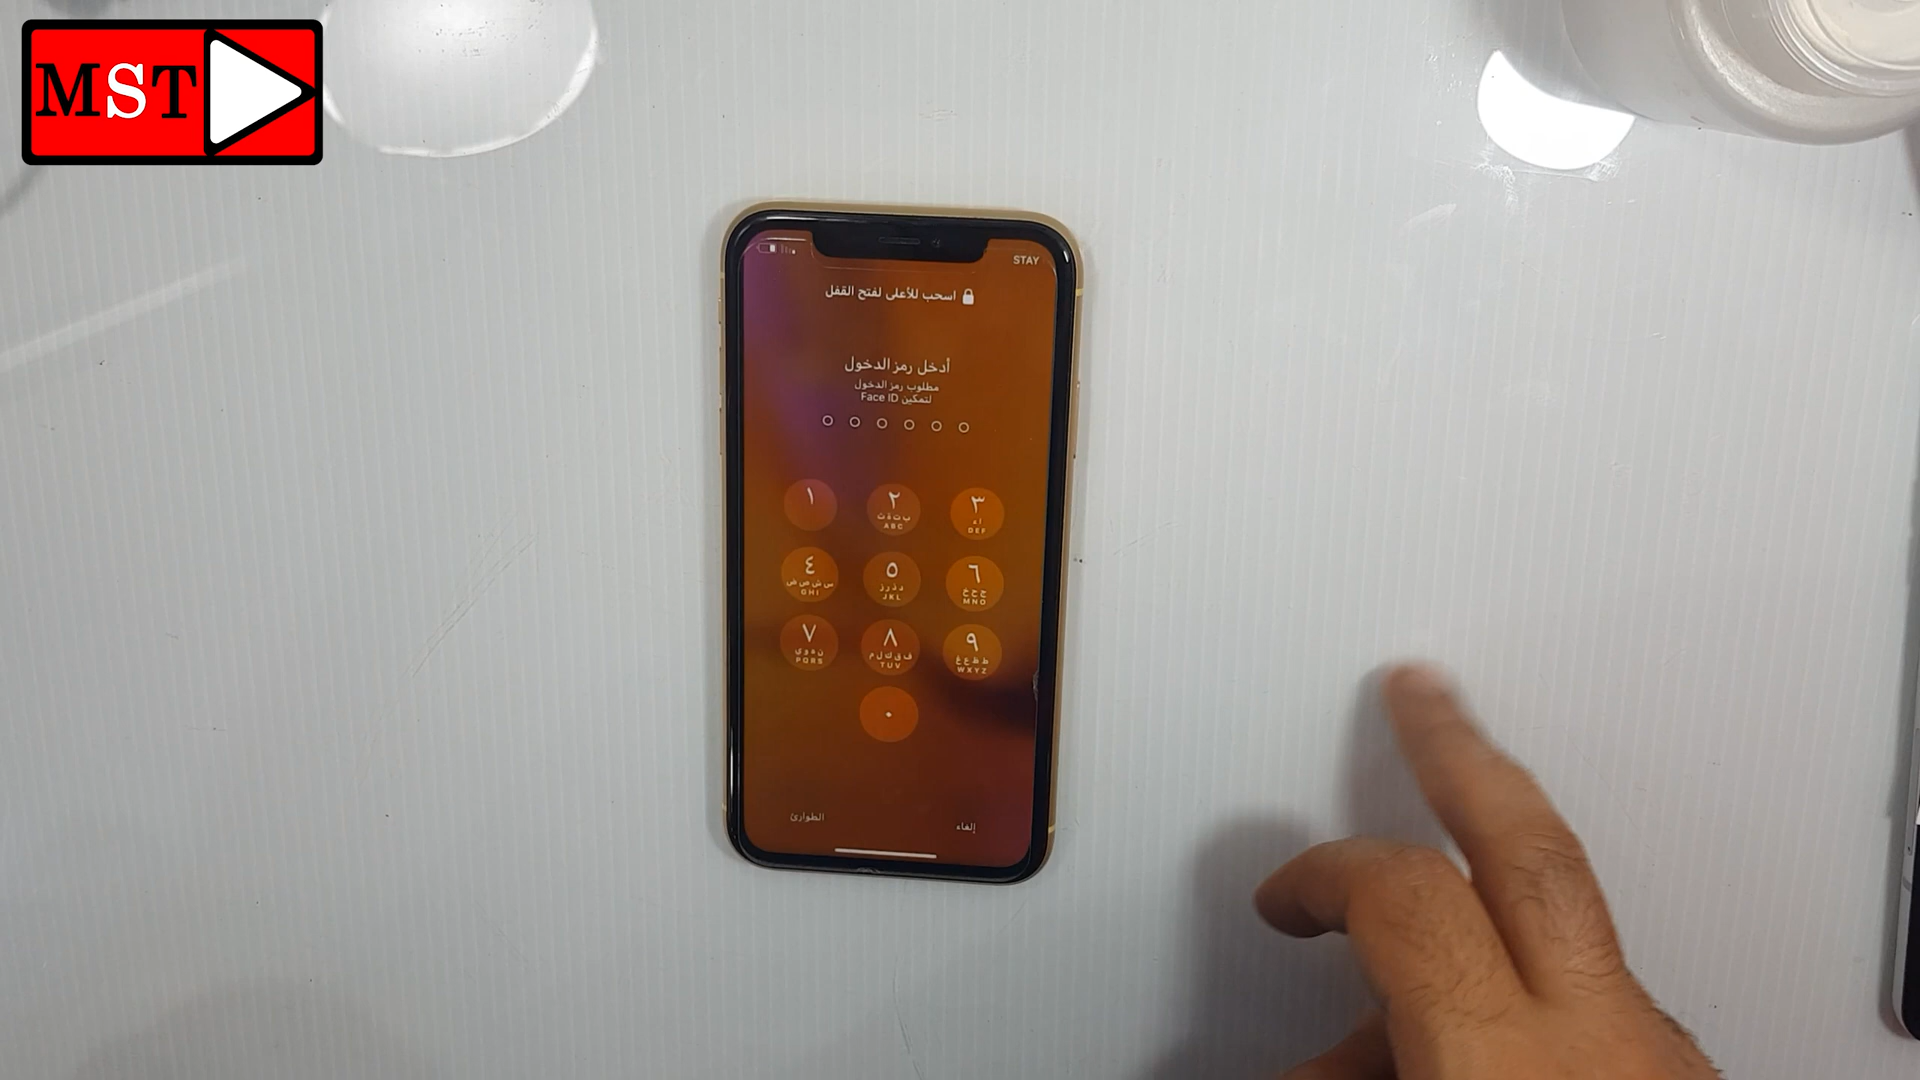 MST
STAY
اسحب للأعلى لفتح القفل
أدخل رمز الدخول
مطلوب رمز الدخول
لتمكين Face ID
١ ٢ ٣
ب ت ة ث اء
ABC DEF
٤ ٥ ٦
س ش ص ض د ذ ر ز ج ح خ
GHI JKL MNO
٧ ٨ ٩
ن ه و ي ف ق ك ل م ط ظ ع غ
PQRS TUV WXYZ
٠
الطوارئ إلغاء